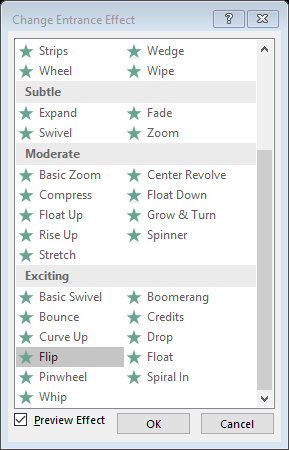 Change Entrance Effect ?
Strips Wedge
Wheel Wipe
Subtle
Expand Fade
Swivel Zoom
Moderate
Basic Zoom Center Revolve
Compress Float Down
Float Up Grow & Turn
Rise Up Spinner
Stretch
Exciting
Basic Swivel Boomerang
Bounce Credits
Curve Up Drop
Flip Float
Pinwheel Spiral In
Whip
Preview Effect OK Cancel